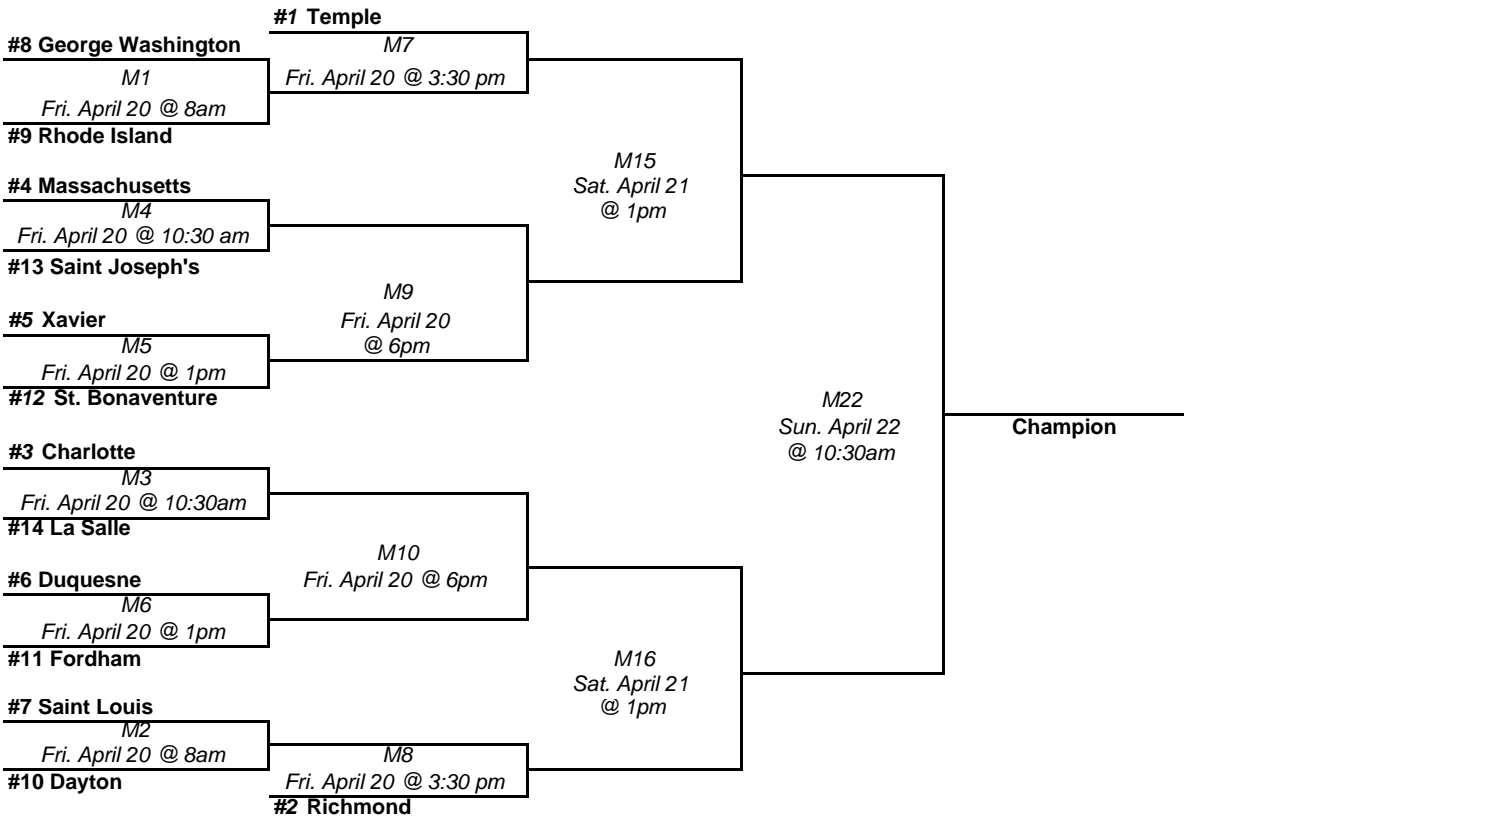 #1 Temple
#8 George Washington
M7
M1
Fri. April 20 @ 3:30 pm
Fri. April 20 @ 8am
#9 Rhode Island
M15
#4 Massachusetts
Sat. April 21
M4
@ 1pm
Fri. April 20 @ 10:30 am
#13 Saint Joseph's
M9
#5 Xavier
Fri. April 20
M5
@ 6pm
Fri. April 20 @ 1pm
#12 St. Bonaventure
M22
Sun. April 22
Champion
#3 Charlotte
@ 10:30am
M3
Fri. April 20 @ 10:30am
#14 La Salle
M10
#6 Duquesne
Fri. April 20 @ 6pm
M6
Fri. April 20 @ 1pm
#11 Fordham
M16
Sat. April 21
#7 Saint Louis
@ 1pm
M2
Fri. April 20 @ 8am
M8
#10 Dayton
Fri. April 20 @ 3:30 pm
#2 Richmond